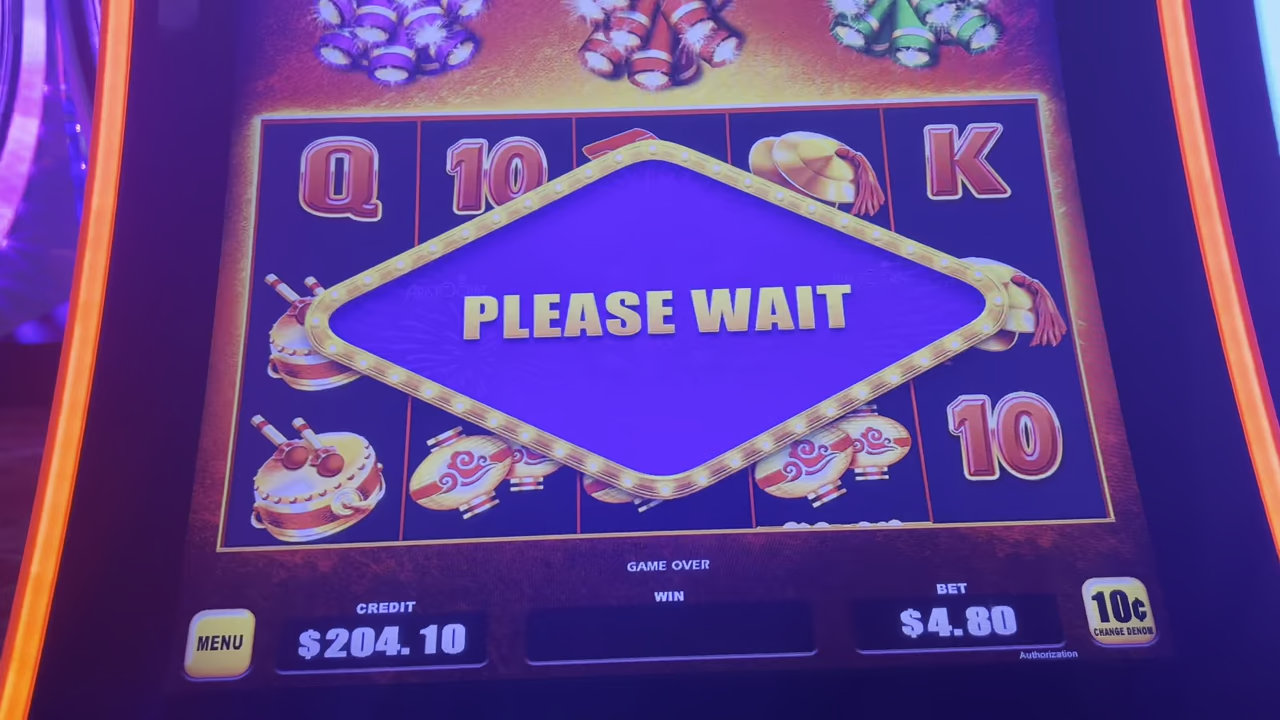 Q
10
K
PLEASE WAIT
10
GAME OVER
CREDIT
WIN
BET
MENU
$204.10
$4.80
10¢
CHANGE DENOM
Authorization